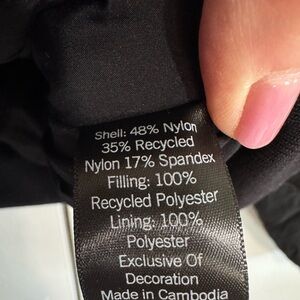 Shell: 48% Nylon
35% Recycled
Nylon 17% Spandex
Filling: 100%
Recycled Polyester
Lining: 100%
Polyester
Exclusive Of
Decoration
Made in Cambodia